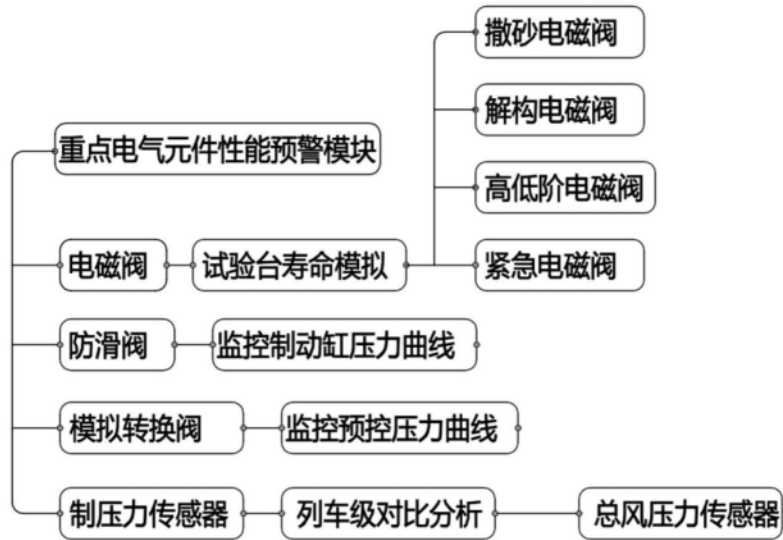 撒砂电磁阀
解构电磁阀
重点电气元件性能预警模块
高低阶电磁阀
电磁阀
试验台寿命模拟
紧急电磁阀
防滑阀
监控制动缸压力曲线
模拟转换阀
监控预控压力曲线
制压力传感器
列车级对比分析
总风压力传感器